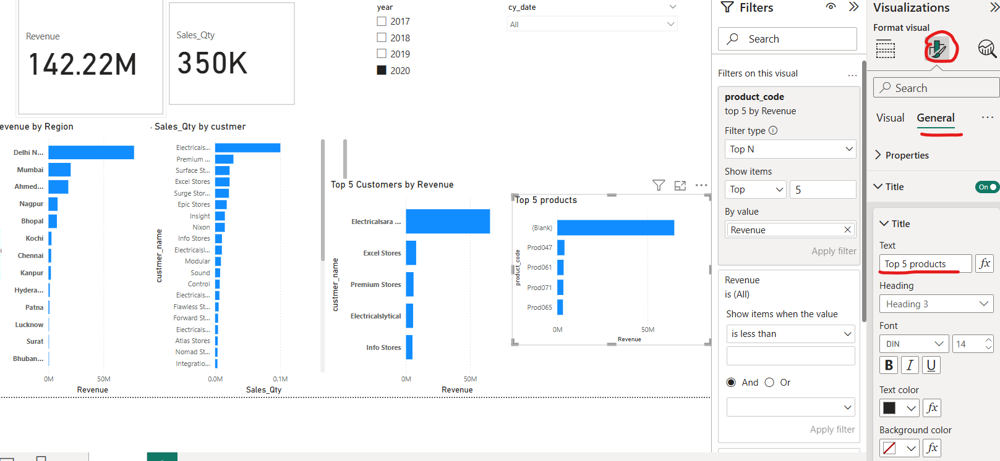 Revenue
142.22M
Sales_Qty
350K
year
2017
2018
2019
2020
cy_date
All
evenue by Region
Delhi N...
Mumbai
Ahmed...
Nagpur
Bhopal
Kochi
Chennai
Kanpur
Hydera...
Patna
Lucknow
Surat
Bhuban...
0M
50M
Revenue
Sales_Qty by custmer
custmer_name
Electricals...
Premium ...
Surface St...
Excel Stores
Surge Stor...
Epic Stores
Insight
Nixon
Info Stores
Electricalsl...
Modular
Sound
Control
Electricals...
Flawless St...
Forward St...
Electricals...
Atlas Stores
Nomad St...
Integratio...
0.0M
0.1M
Sales_Qty
Top 5 Customers by Revenue
custmer_name
Electricalsara ...
Excel Stores
Premium Stores
Electricalslytical
Info Stores
0M
50M
Revenue
Top 5 products
product_code
(Blank)
Prod047
Prod061
Prod071
Prod065
0M
50M
Revenue
Filters
Search
Filters on this visual
...
product_code
top 5 by Revenue
Filter type
Top N
Show items
Top
5
By value
Revenue
Apply filter
Revenue
is (All)
Show items when the value
is less than
And
Or
Apply filter
Visualizations
Format visual
Search
Visual
General
...
Properties
Title
On
Title
Text
Top 5 products
fx
Heading
Heading 3
Font
DIN
14
B
I
U
Text color
fx
Background color
fx